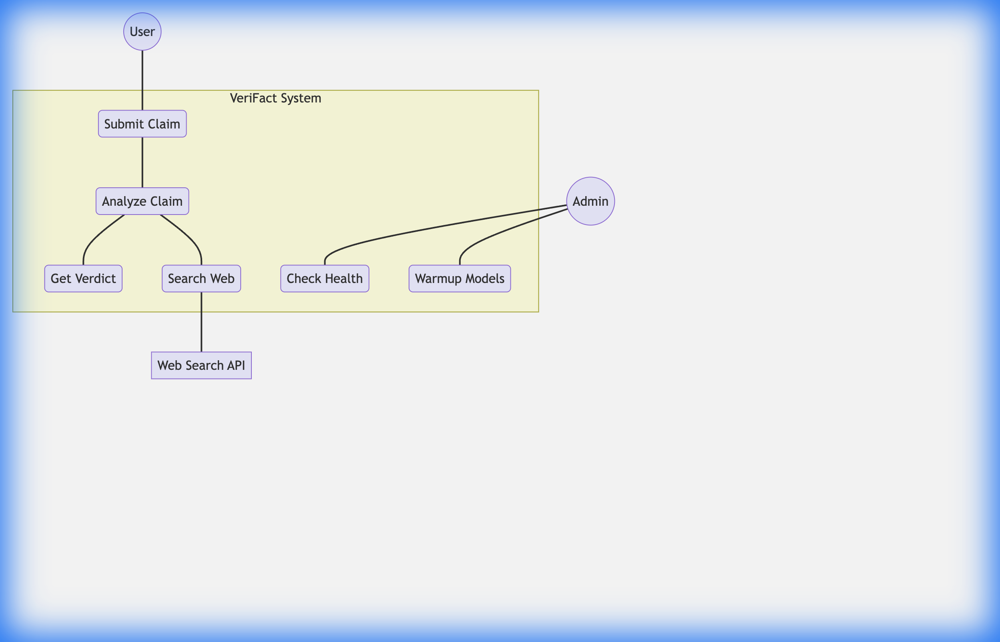 User
VeriFact System
Submit Claim
Analyze Claim
Admin
Get Verdict
Search Web
Check Health
Warmup Models
Web Search API